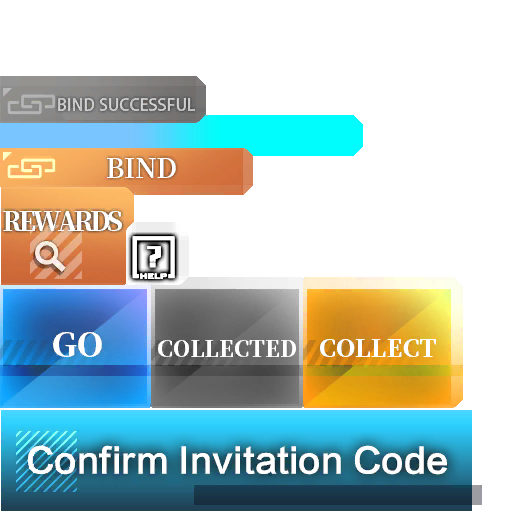 BIND SUCCESSFUL
BIND
REWARDS
?
HELP
GO
COLLECTED
COLLECT
Confirm Invitation Code